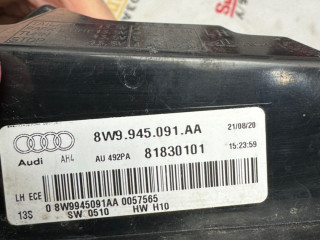 8W9.945.091.AA 21/08/20
Audi AU 492PA 81830101 15:23:59
LH ECE 0 8W9945091AA 0057565
13S SW 0510 HW H10